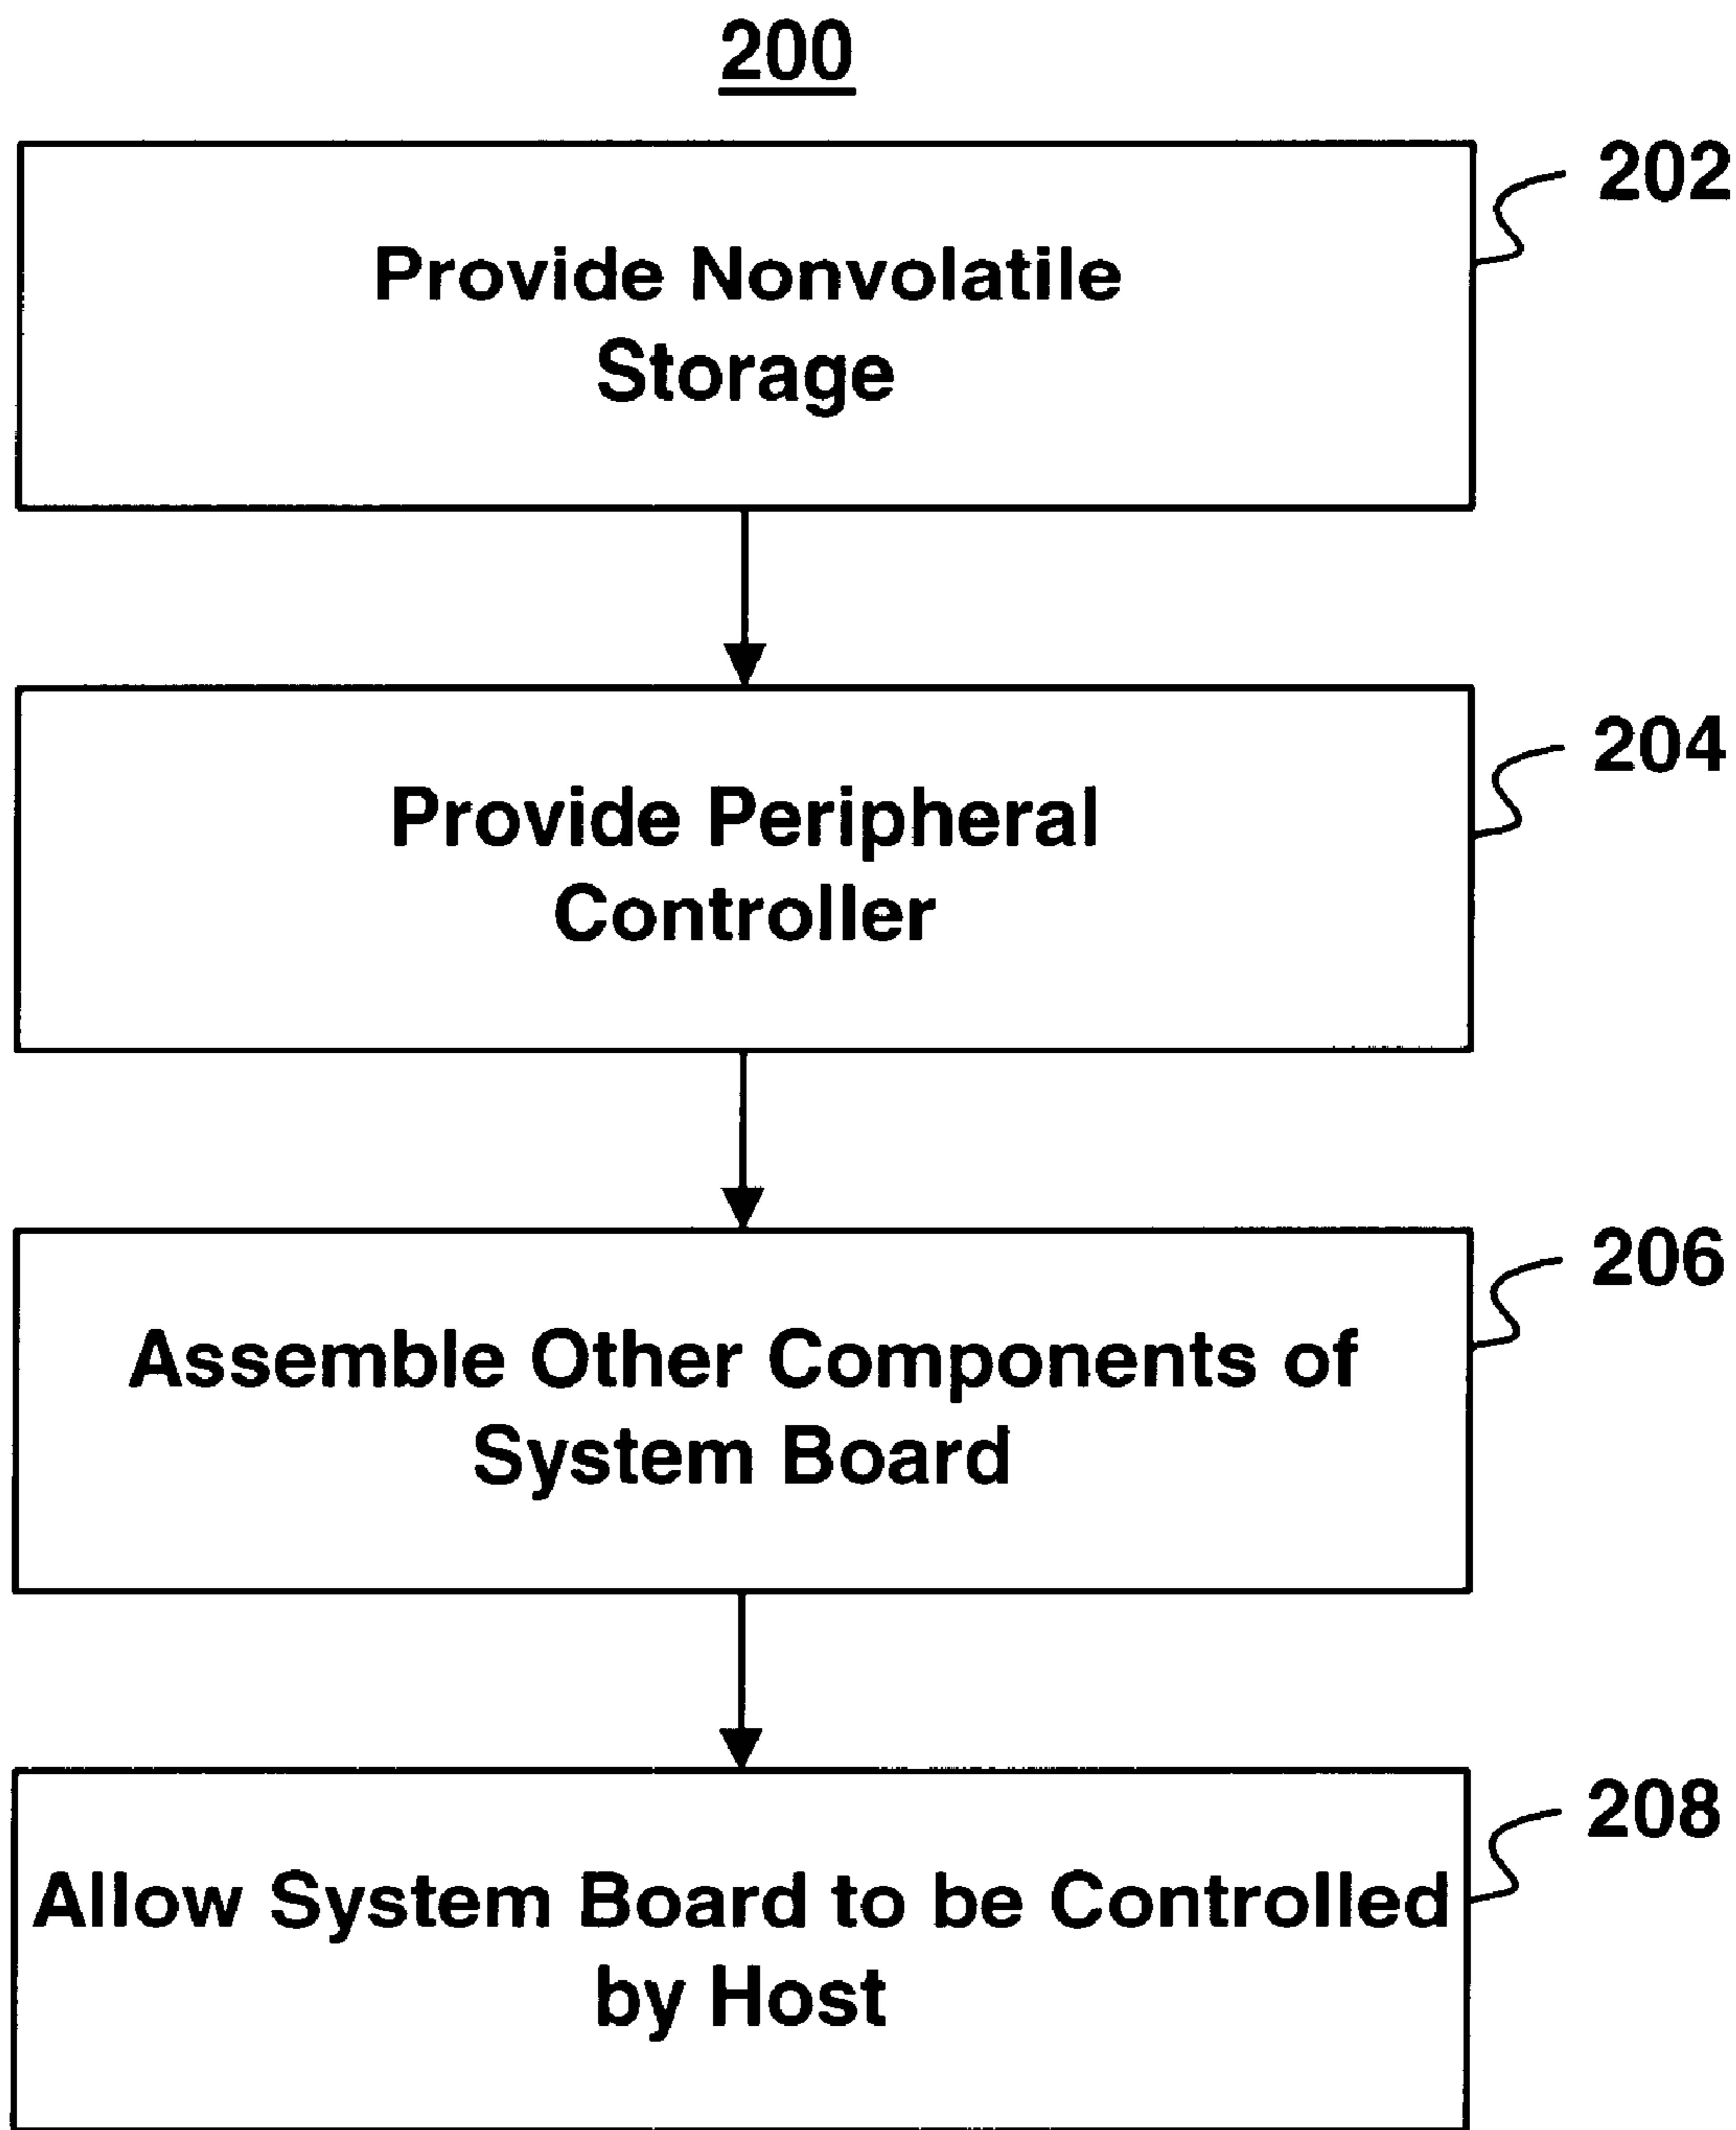 200
202
Provide Nonvolatile
Storage
204
Provide Peripheral
Controller
206
Assemble Other Components of
System Board
208
Allow System Board to be Controlled
by Host